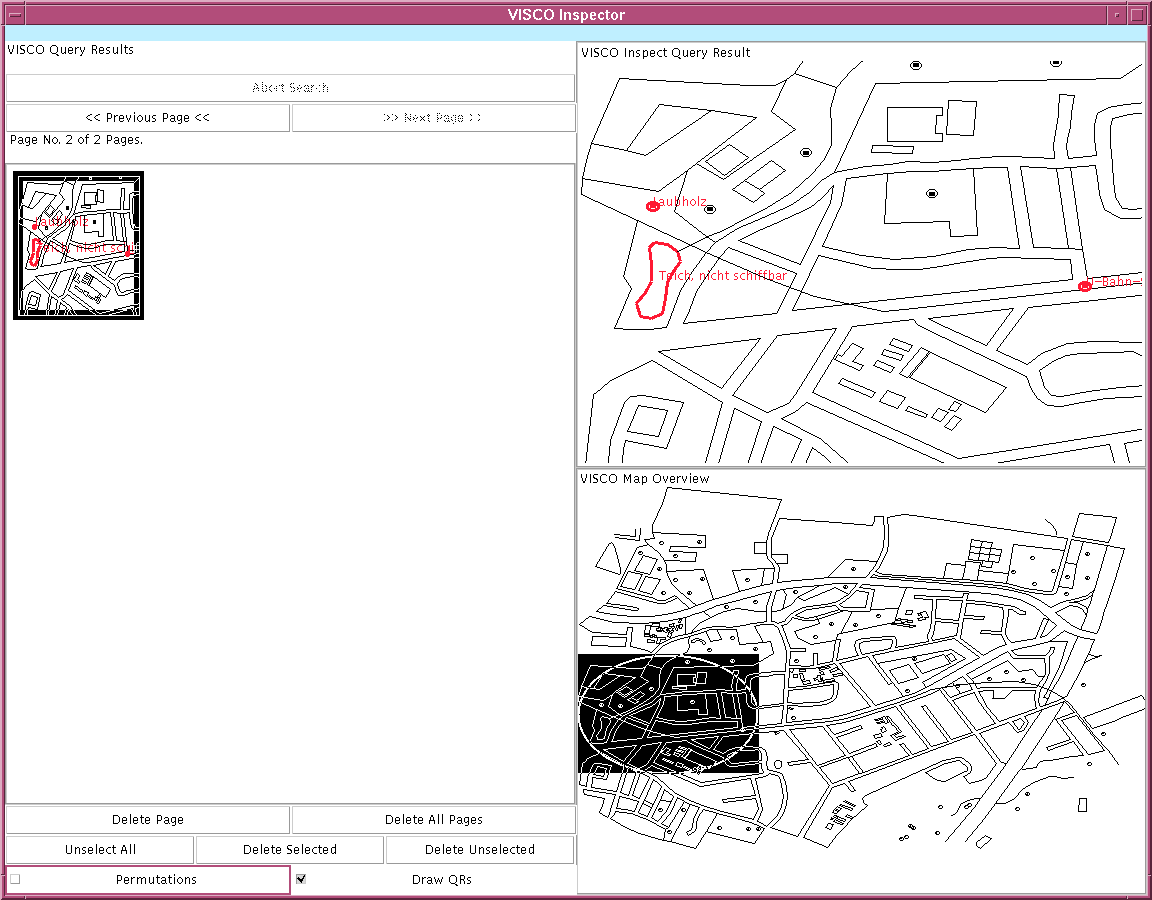 VISCO Inspector
VISCO Query Results
Abort Search
<< Previous Page <<
>> Next Page >>
Page No. 2 of 2 Pages.
Laubholz
Teich, nicht schif
Delete Page
Delete All Pages
Unselect All
Delete Selected
Delete Unselected
Permutations
Draw QRs
VISCO Inspect Query Result
Laubholz
Teich, nicht schiffbar
U-Bahn-
VISCO Map Overview